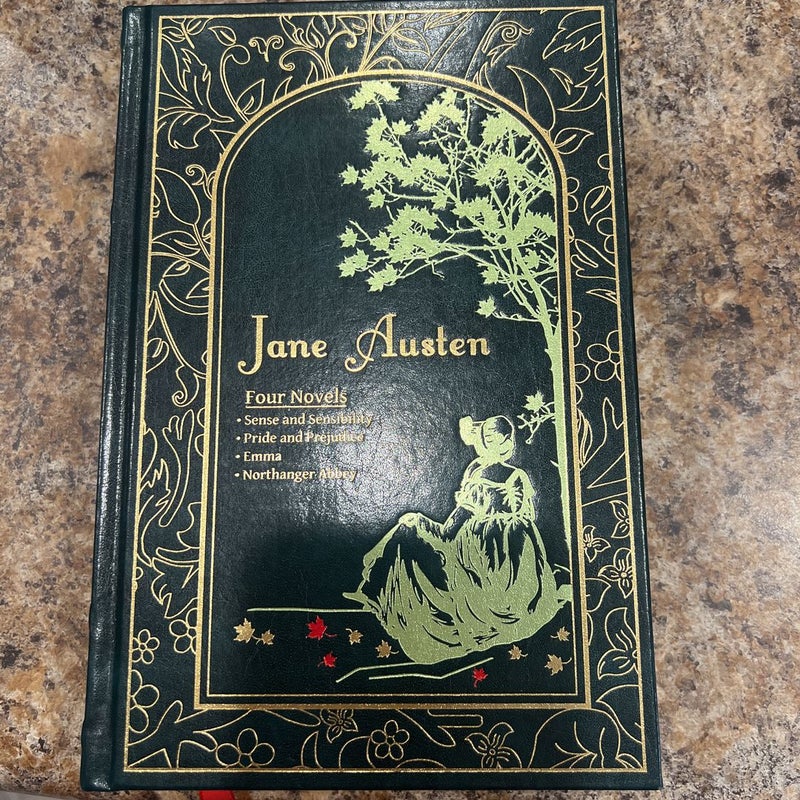 Jane Austen
Four Novels
• Sense and Sensibility
• Pride and Prejudice
• Emma
• Northanger Abbey